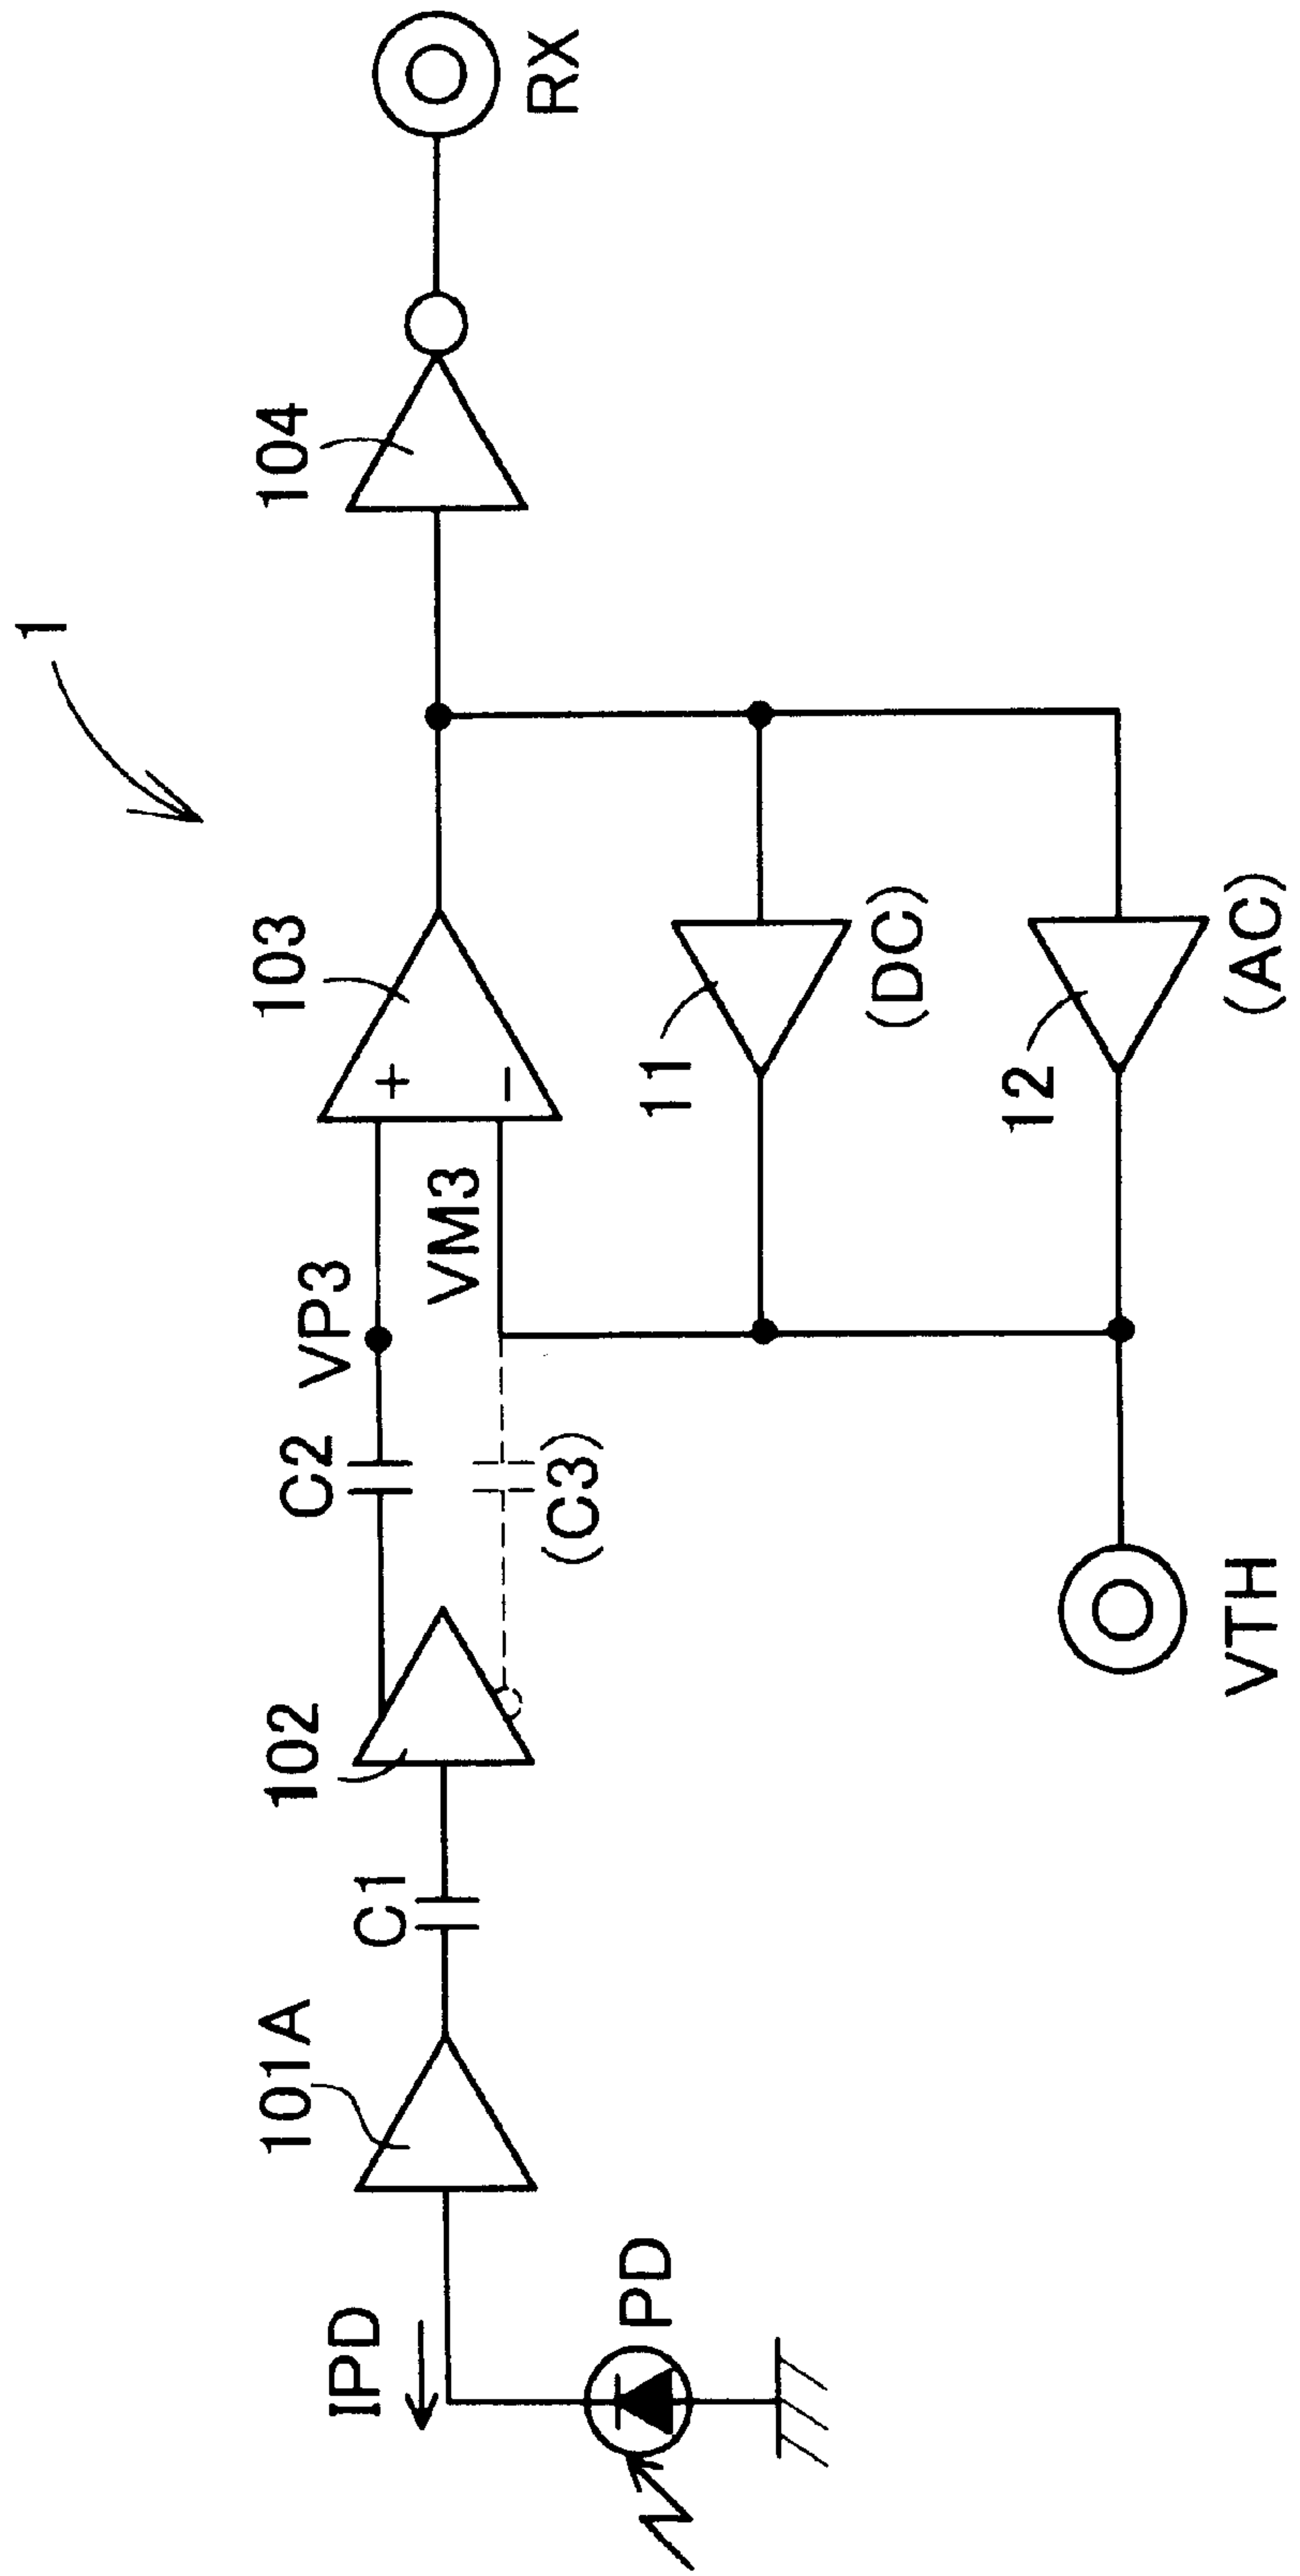 1
101A
102
103
104
C1
C2
VP3
VM3
+
−
(C3)
IPD
PD
11
(DC)
12
(AC)
VTH
RX